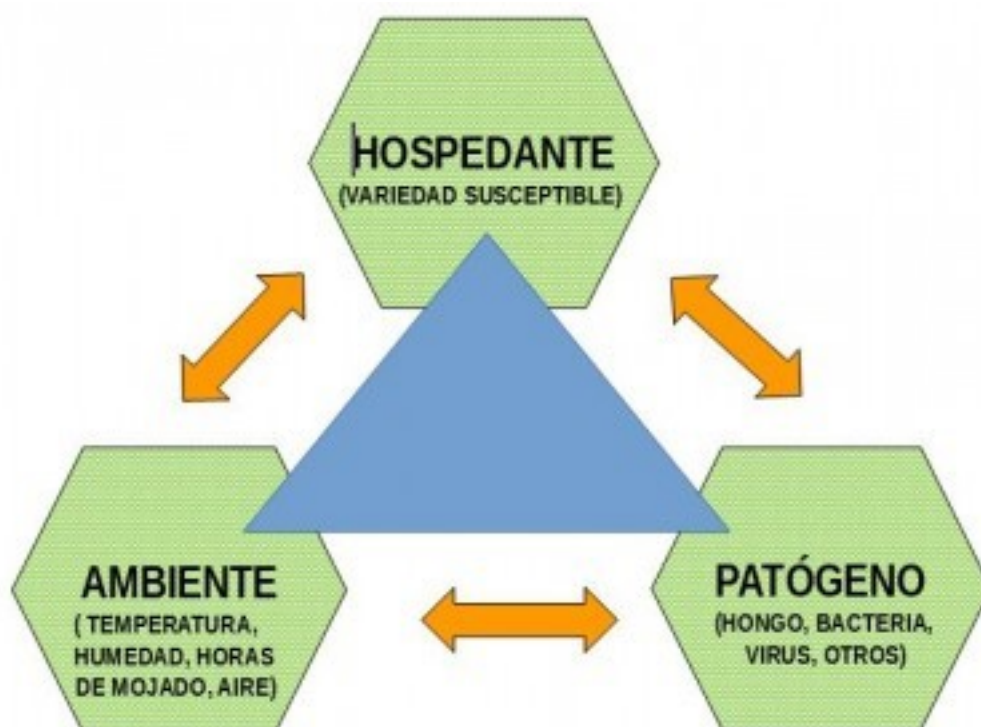 HOSPEDANTE
(VARIEDAD SUSCEPTIBLE)
AMBIENTE
( TEMPERATURA,
HUMEDAD, HORAS
DE MOJADO, AIRE)
PATÓGENO
(HONGO, BACTERIA,
VIRUS, OTROS)